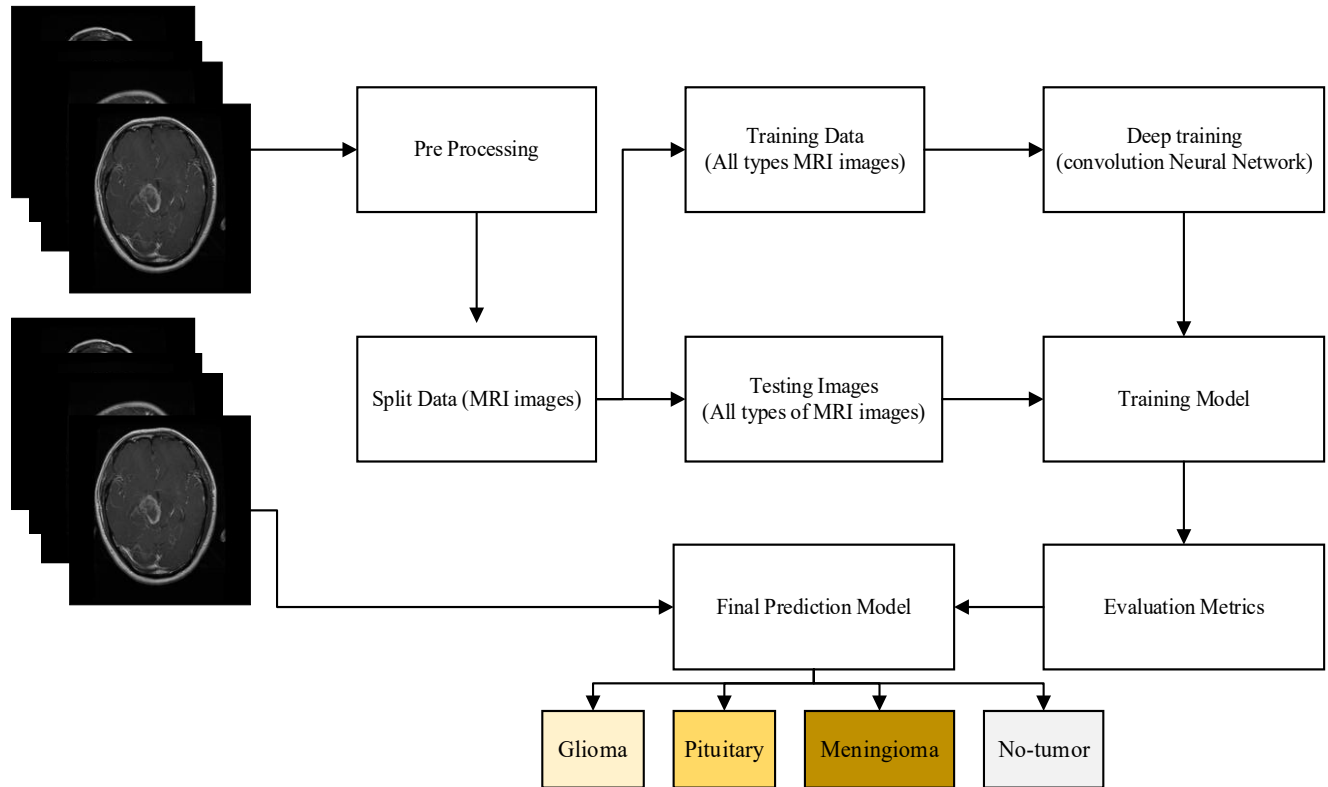 Pre Processing
Training Data
(All types MRI images)
Deep training
(convolution Neural Network)
Split Data (MRI images)
Testing Images
(All types of MRI images)
Training Model
Final Prediction Model
Evaluation Metrics
Glioma
Pituitary
Meningioma
No-tumor